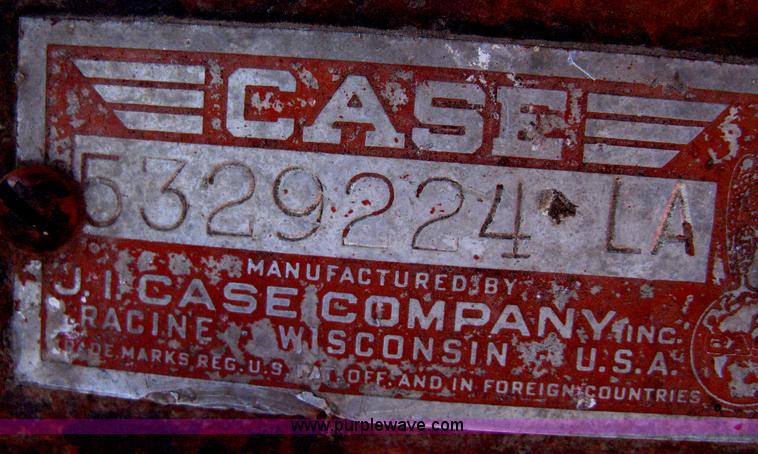 CASE
5329224 LA
MANUFACTURED BY
J. I. CASE COMPANY, INC.
RACINE WISCONSIN U.S.A.
TRADE MARKS REG. U.S. PAT. OFF. AND IN FOREIGN COUNTRIES
www.purplewave.com